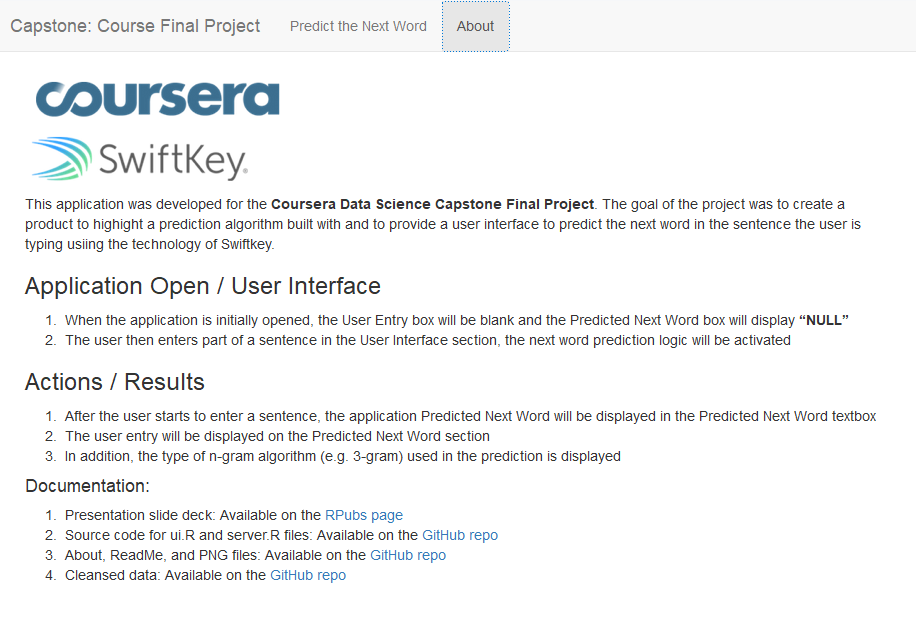 Capstone: Course Final Project Predict the Next Word About
coursera
SwiftKey.
This application was developed for the Coursera Data Science Capstone Final Project. The goal of the project was to create a
product to highight a prediction algorithm built with and to provide a user interface to predict the next word in the sentence the user is
typing usiing the technology of Swiftkey.
Application Open / User Interface
1. When the application is initially opened, the User Entry box will be blank and the Predicted Next Word box will display “NULL”
2. The user then enters part of a sentence in the User Interface section, the next word prediction logic will be activated
Actions / Results
1. After the user starts to enter a sentence, the application Predicted Next Word will be displayed in the Predicted Next Word textbox
2. The user entry will be displayed on the Predicted Next Word section
3. In addition, the type of n-gram algorithm (e.g. 3-gram) used in the prediction is displayed
Documentation:
1. Presentation slide deck: Available on the RPubs page
2. Source code for ui.R and server.R files: Available on the GitHub repo
3. About, ReadMe, and PNG files: Available on the GitHub repo
4. Cleansed data: Available on the GitHub repo